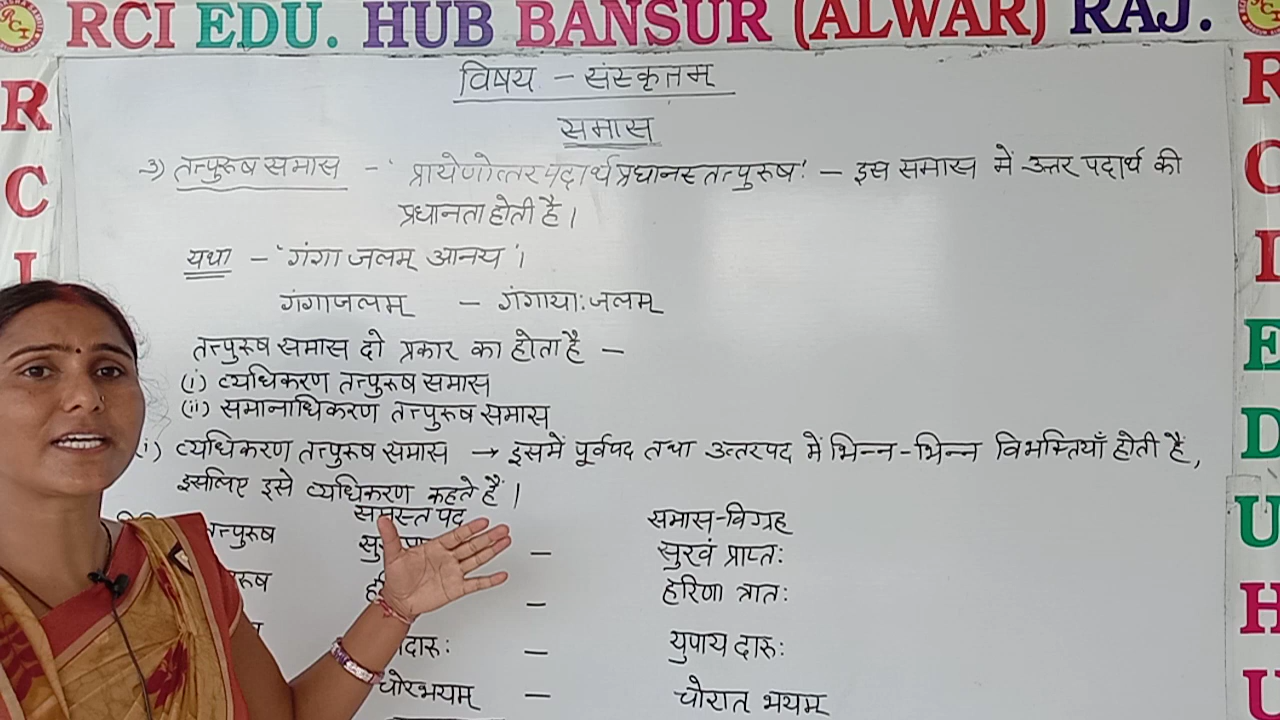 RCI EDU. HUB BANSUR (ALWAR) RAJ.
विषय - संस्कृतम्
समास
3) तत्पुरूष समास - ' प्रायेणोत्तरपदार्थप्रधानस्तत्पुरूष' - इस समास में उत्तर पदार्थ की
प्रधानता होती है।
यथा - 'गंगा जलम् आनय'।
गंगाजलम् - गंगाया: जलम्
तत्पुरूष समास दो प्रकार का होता है -
(i) व्यधिकरण तत्पुरूष समास
(ii) समानाधिकरण तत्पुरूष समास
i) व्यधिकरण तत्पुरूष समास → इसमें पूर्वपद तथा उत्तरपद में भिन्न-भिन्न विभक्तियाँ होती है,
इसलिए इसे व्यधिकरण कहते हैं।
समस्त पद समास-विग्रह
तत्पुरूष - सुखं प्राप्त:
- हरिणा त्रात:
दारू: - युपाय दारू:
चोरभयम् - चोरात भयम्
R C I
R C I E D U H U